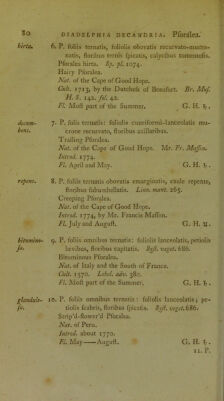 80 DIADELPHIA DECANDRIA. Psoralea.
hirta. 6. P. foliis ternatis, foliolis obovatis recurvato-mucro-
natis, floribus ternis spicatis, calycibus tomentosis.
Psoralea hirta. Sp. pl. 1074.
Hairy Psoralea.
Nat. of the Cape of Good Hope.
Cult. 1713, by the Dutchess of Beaufort. Br. Mus.
H. S. 142. fol. 42.
Fl. Most part of the Summer. G. H. ♄.
decum-
bens. 7. P. foliis ternatis: foliolis cuneiformi-lanceolatis mu-
crone recurvato, floribus axillaribus.
Trailing Psoralea.
Nat. of the Cape of Good Hope. Mr. Fr. Masson.
Introd. 1774.
Fl. April and May. G. H. ♄.
repens. 8. P. foliis ternatis obovatis emarginatis, caule repente,
floribus subumbellatis. Linn. mant. 265.
Creeping Psoralea.
Nat. of the Cape of Good Hope.
Introd. 1774, by Mr. Francis Masson.
Fl. July and August. G. H. ♃.
bitumino-
sa. 9. P. foliis omnibus ternatis: foliolis lanceolatis, petiolis
lævibus, floribus capitatis. Syst. veget. 686.
Bituminous Psoralea.
Nat. of Italy and the South of France.
Cult. 1570. Lobel. adv. 380.
Fl. Most part of the Summer. G. H. ♄.
glandulo-
sa. 10. P. foliis omnibus ternatis: foliolis lanceolatis; pe-
tiolis scabris, floribus spicatis. Syst. veget. 686.
Strip'd-flower'd Psoralea.
Nat. of Peru.
Introd. about 1770.
Fl. May——August. G. H. ♄.
11. P.